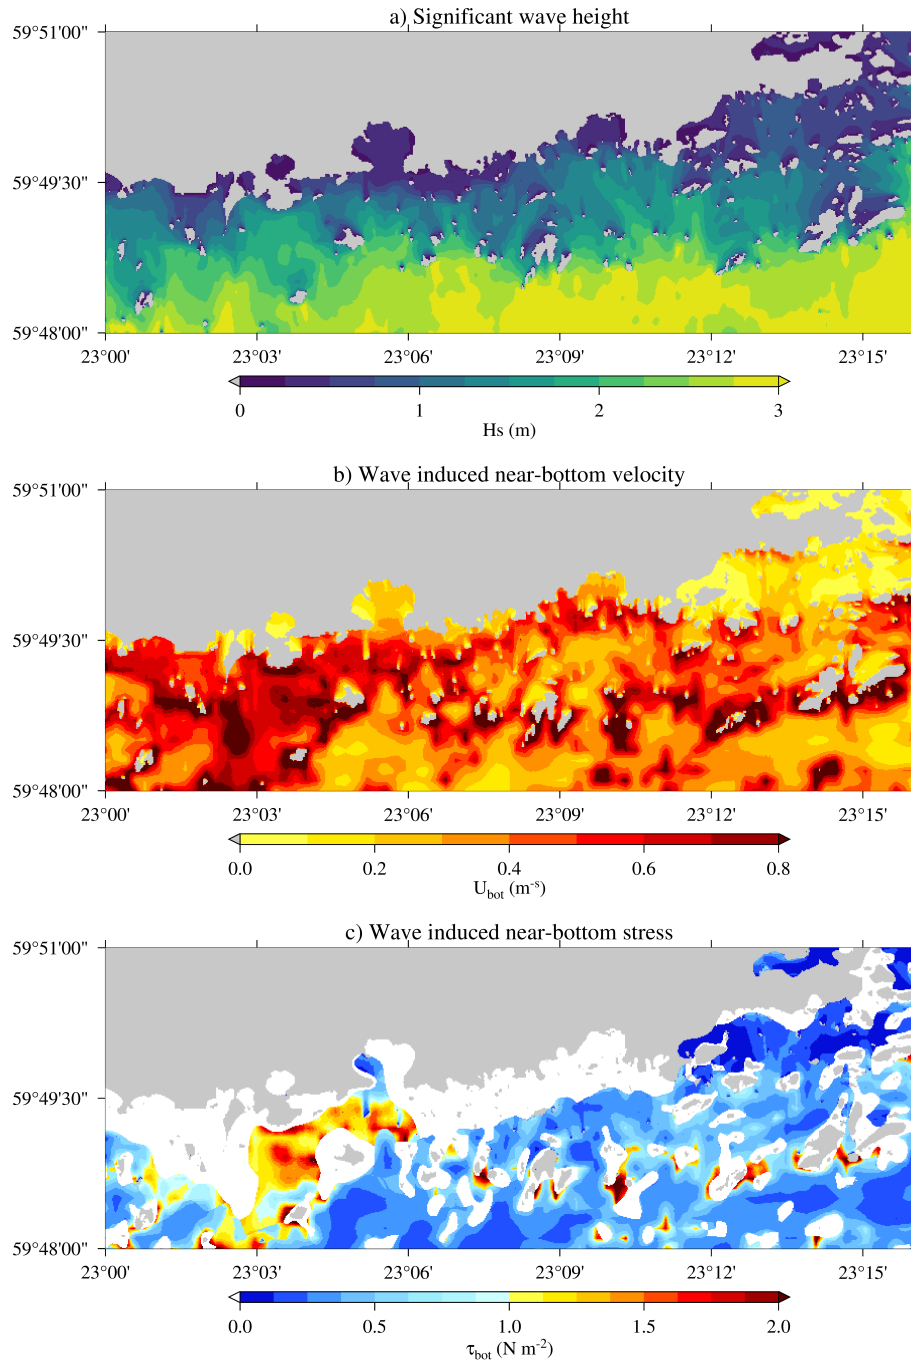 a) Significant wave height
59°51'00"
59°49'30"
59°48'00"
23°00' 23°03' 23°06' 23°09' 23°12' 23°15'
0 1 2 3
Hs (m)
b) Wave induced near-bottom velocity
59°51'00"
59°49'30"
59°48'00"
23°00' 23°03' 23°06' 23°09' 23°12' 23°15'
0.0 0.2 0.4 0.6 0.8
U_bot (m⁻ˢ)
c) Wave induced near-bottom stress
59°51'00"
59°49'30"
59°48'00"
23°00' 23°03' 23°06' 23°09' 23°12' 23°15'
0.0 0.5 1.0 1.5 2.0
τ_bot (N m⁻²)